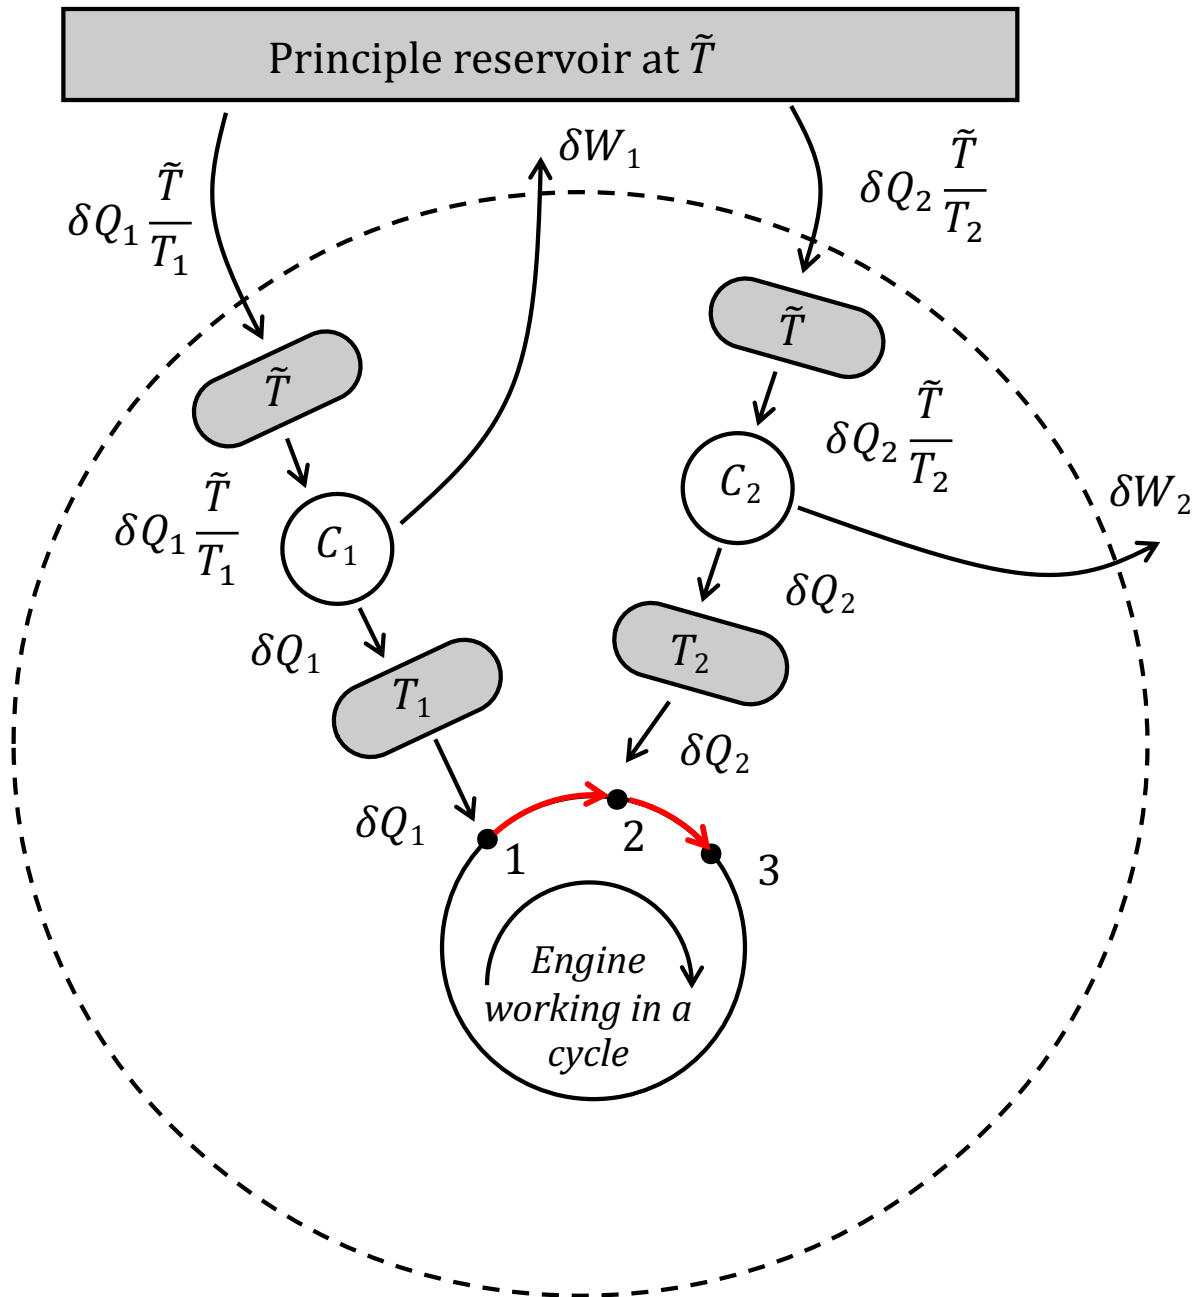 Principle reservoir at T̃
δW₁
δQ₁ T̃/T₁
δQ₂ T̃/T₂
T̃
T̃
δQ₁ T̃/T₁
C₁
C₂
δQ₂ T̃/T₂
δW₂
δQ₁
δQ₂
T₁
T₂
δQ₁
δQ₂
1
2
3
Engine
working in a
cycle